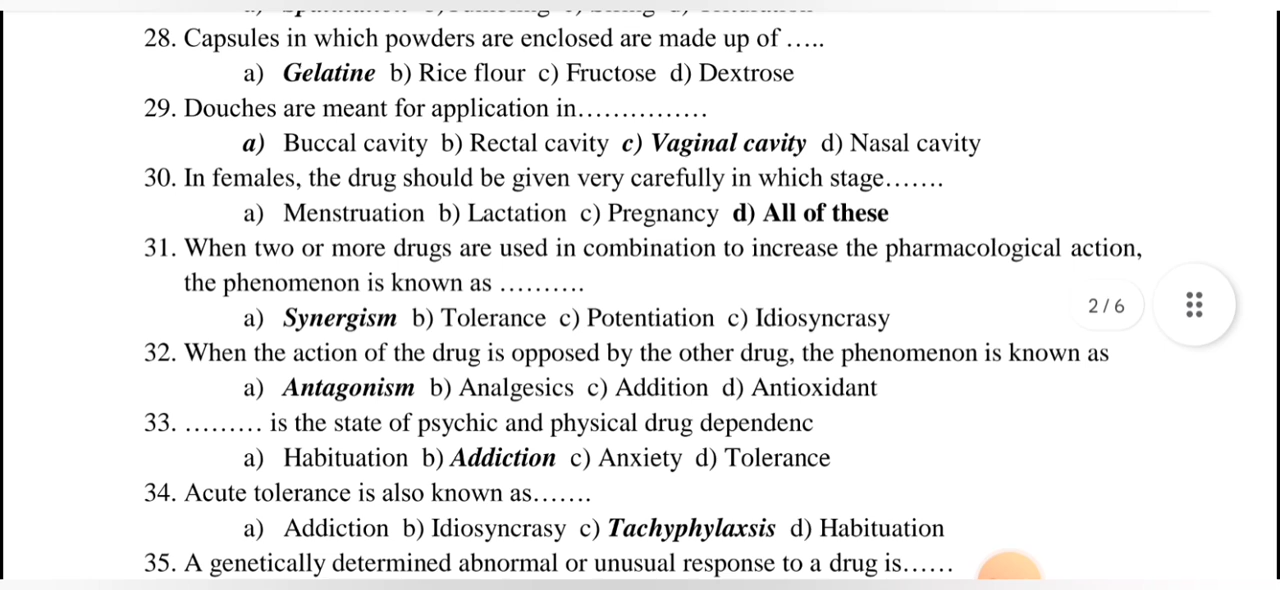 28. Capsules in which powders are enclosed are made up of …..
a) Gelatine b) Rice flour c) Fructose d) Dextrose
29. Douches are meant for application in……………
a) Buccal cavity b) Rectal cavity c) Vaginal cavity d) Nasal cavity
30. In females, the drug should be given very carefully in which stage…….
a) Menstruation b) Lactation c) Pregnancy d) All of these
31. When two or more drugs are used in combination to increase the pharmacological action,
the phenomenon is known as ……….
a) Synergism b) Tolerance c) Potentiation c) Idiosyncrasy
2/6
32. When the action of the drug is opposed by the other drug, the phenomenon is known as
a) Antagonism b) Analgesics c) Addition d) Antioxidant
33. ……… is the state of psychic and physical drug dependenc
a) Habituation b) Addiction c) Anxiety d) Tolerance
34. Acute tolerance is also known as…….
a) Addiction b) Idiosyncrasy c) Tachyphylaxsis d) Habituation
35. A genetically determined abnormal or unusual response to a drug is……